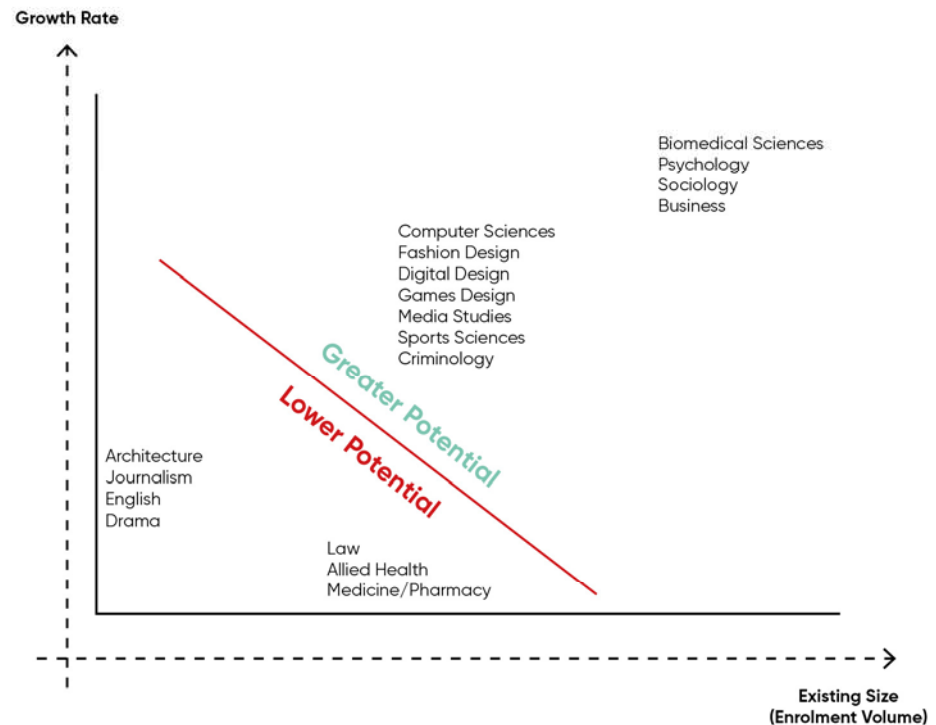 Growth Rate
Biomedical Sciences
Psychology
Sociology
Business
Computer Sciences
Fashion Design
Digital Design
Games Design
Media Studies
Sports Sciences
Criminology
Greater Potential
Lower Potential
Architecture
Journalism
English
Drama
Law
Allied Health
Medicine/Pharmacy
Existing Size
(Enrolment Volume)